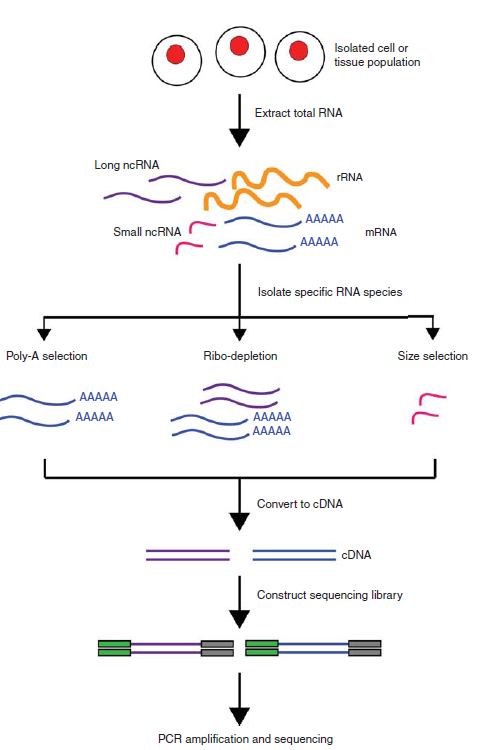 Isolated cell or
tissue population
Extract total RNA
Long ncRNA
rRNA
AAAAA
Small ncRNA
mRNA
AAAAA
Isolate specific RNA species
Poly-A selection
Ribo-depletion
Size selection
AAAAA
AAAAA
AAAAA
AAAAA
Convert to cDNA
cDNA
Construct sequencing library
PCR amplification and sequencing